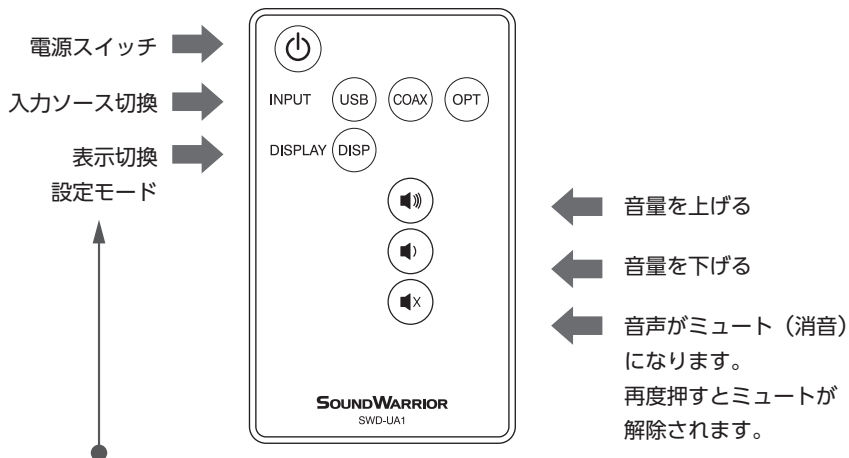 電源スイッチ
入力ソース切換
INPUT USB COAX OPT
表示切換
設定モード
DISPLAY DISP
音量を上げる
音量を下げる
音声がミュート（消音）
になります。
再度押すとミュートが
解除されます。
SOUNDWARRIOR
SWD-UA1